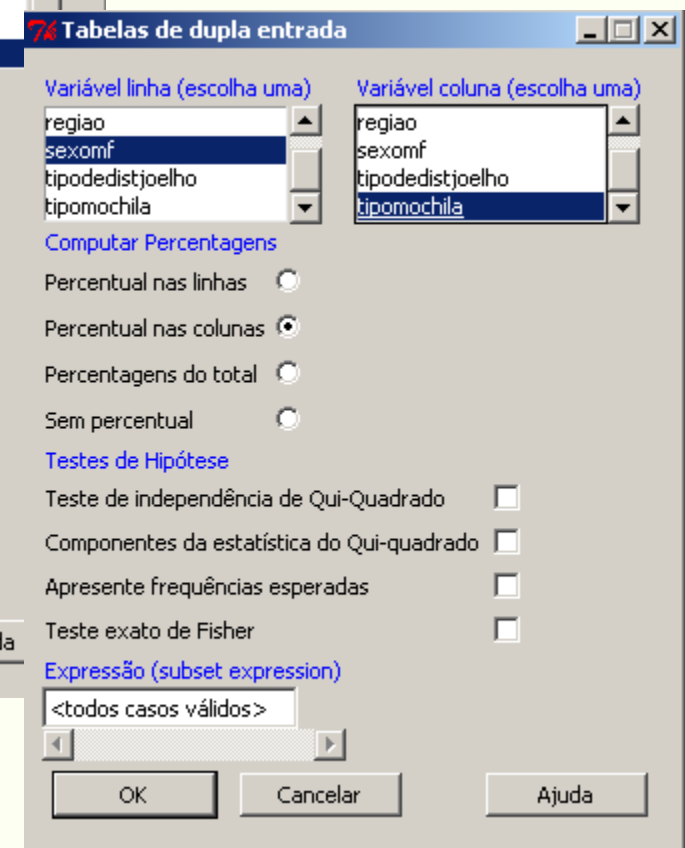 Tabelas de dupla entrada
Variável linha (escolha uma) Variável coluna (escolha uma)
regiao regiao
sexomf sexomf
tipodedistjoelho tipodedistjoelho
tipomochila tipomochila
Computar Percentagens
Percentual nas linhas
Percentual nas colunas
Percentagens do total
Sem percentual
Testes de Hipótese
Teste de independência de Qui-Quadrado
Componentes da estatística do Qui-quadrado
Apresente frequências esperadas
Teste exato de Fisher
da
Expressão (subset expression)
<todos casos válidos>
OK Cancelar Ajuda